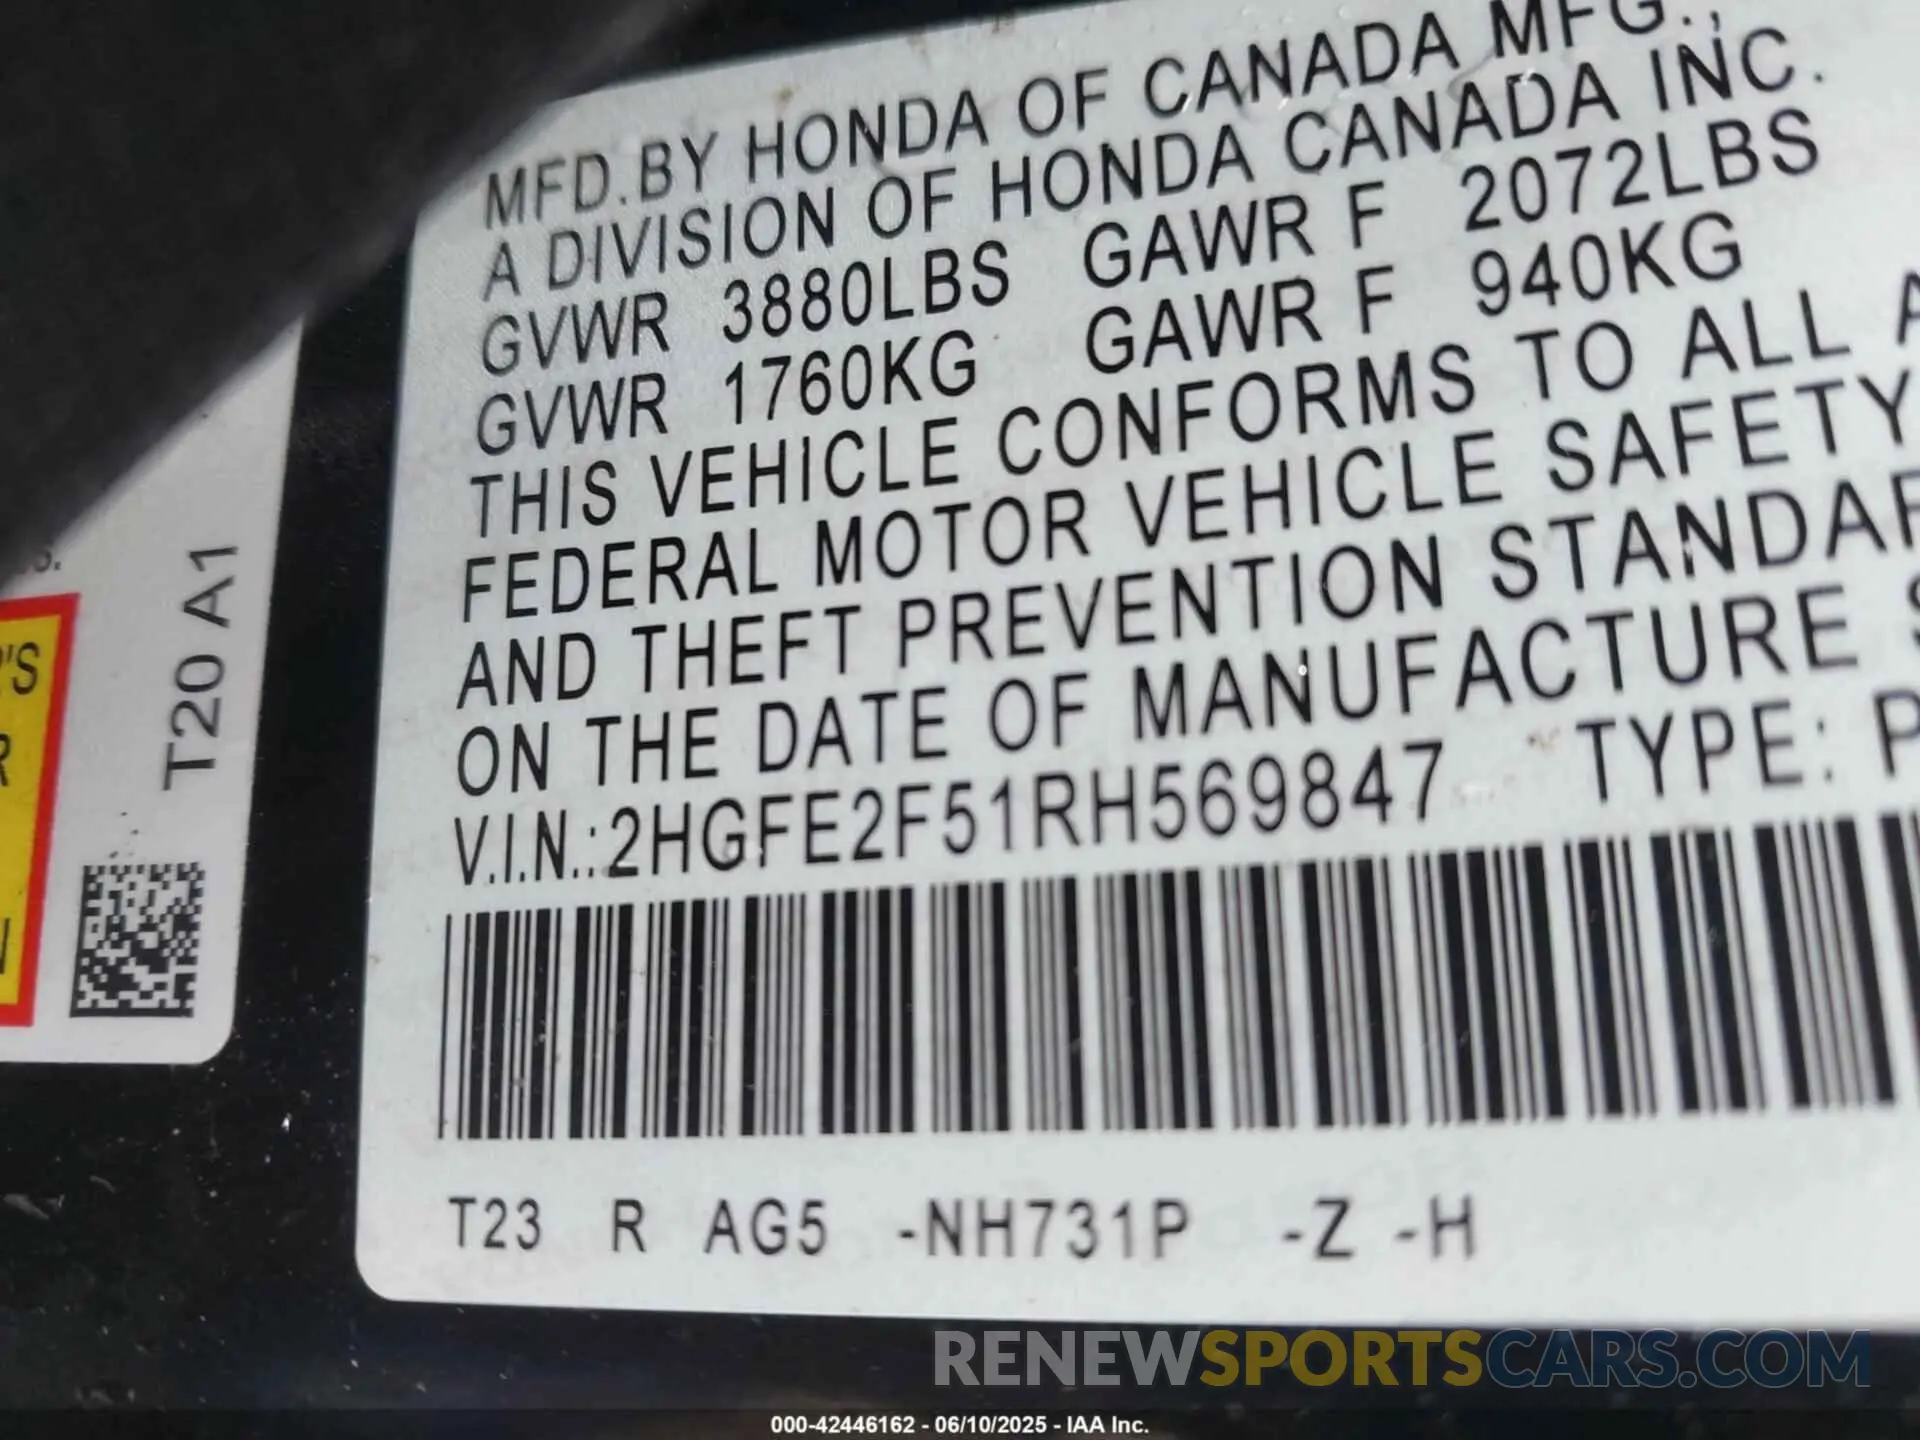 MFD.BY HONDA OF CANADA MFG.,
A DIVISION OF HONDA CANADA INC.
GVWR 3880LBS GAWR F 2072LBS
GVWR 1760KG GAWR F 940KG
THIS VEHICLE CONFORMS TO ALL A
FEDERAL MOTOR VEHICLE SAFETY
AND THEFT PREVENTION STANDAR
ON THE DATE OF MANUFACTURE S
V.I.N.:2HGFE2F51RH569847 TYPE: P
T23 R AG5 -NH731P -Z -H
T20 A1
'S
R
N
RENEWSPORTSCARS.COM
000-42446162 - 06/10/2025 - IAA Inc.